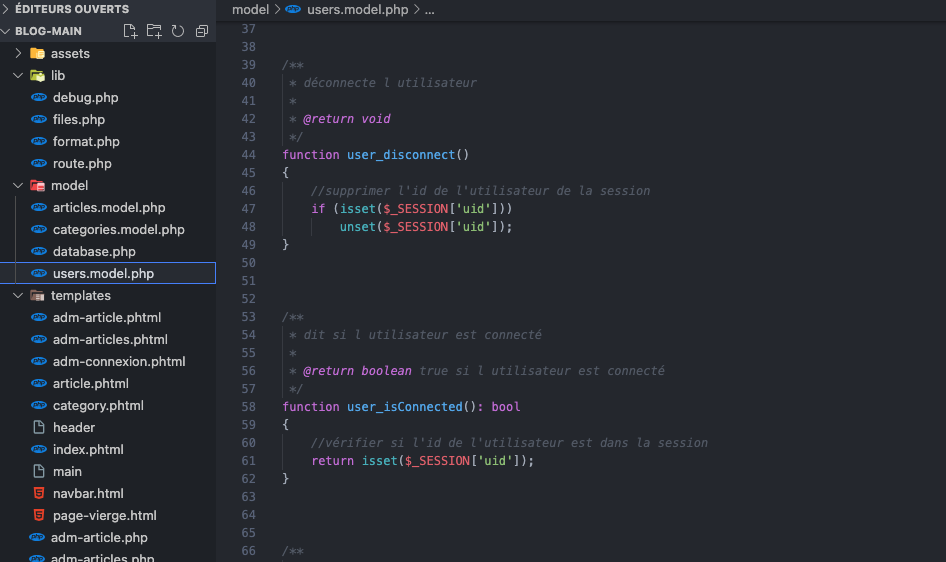 ÉDITEURS OUVERTS
BLOG-MAIN
assets
lib
debug.php
files.php
format.php
route.php
model
articles.model.php
categories.model.php
database.php
users.model.php
templates
adm-article.phtml
adm-articles.phtml
adm-connexion.phtml
article.phtml
category.phtml
header
index.phtml
main
navbar.html
page-vierge.html
adm-article.php
adm-articles.php
model > users.model.php > ...
37
38
39 /**
40 * déconnecte l utilisateur
41 *
42 * @return void
43 */
44 function user_disconnect()
45 {
46 //supprimer l'id de l'utilisateur de la session
47 if (isset($_SESSION['uid']))
48 unset($_SESSION['uid']);
49 }
50
51
52
53 /**
54 * dit si l utilisateur est connecté
55 *
56 * @return boolean true si l utilisateur est connecté
57 */
58 function user_isConnected(): bool
59 {
60 //vérifier si l'id de l'utilisateur est dans la session
61 return isset($_SESSION['uid']);
62 }
63
64
65
66 /**